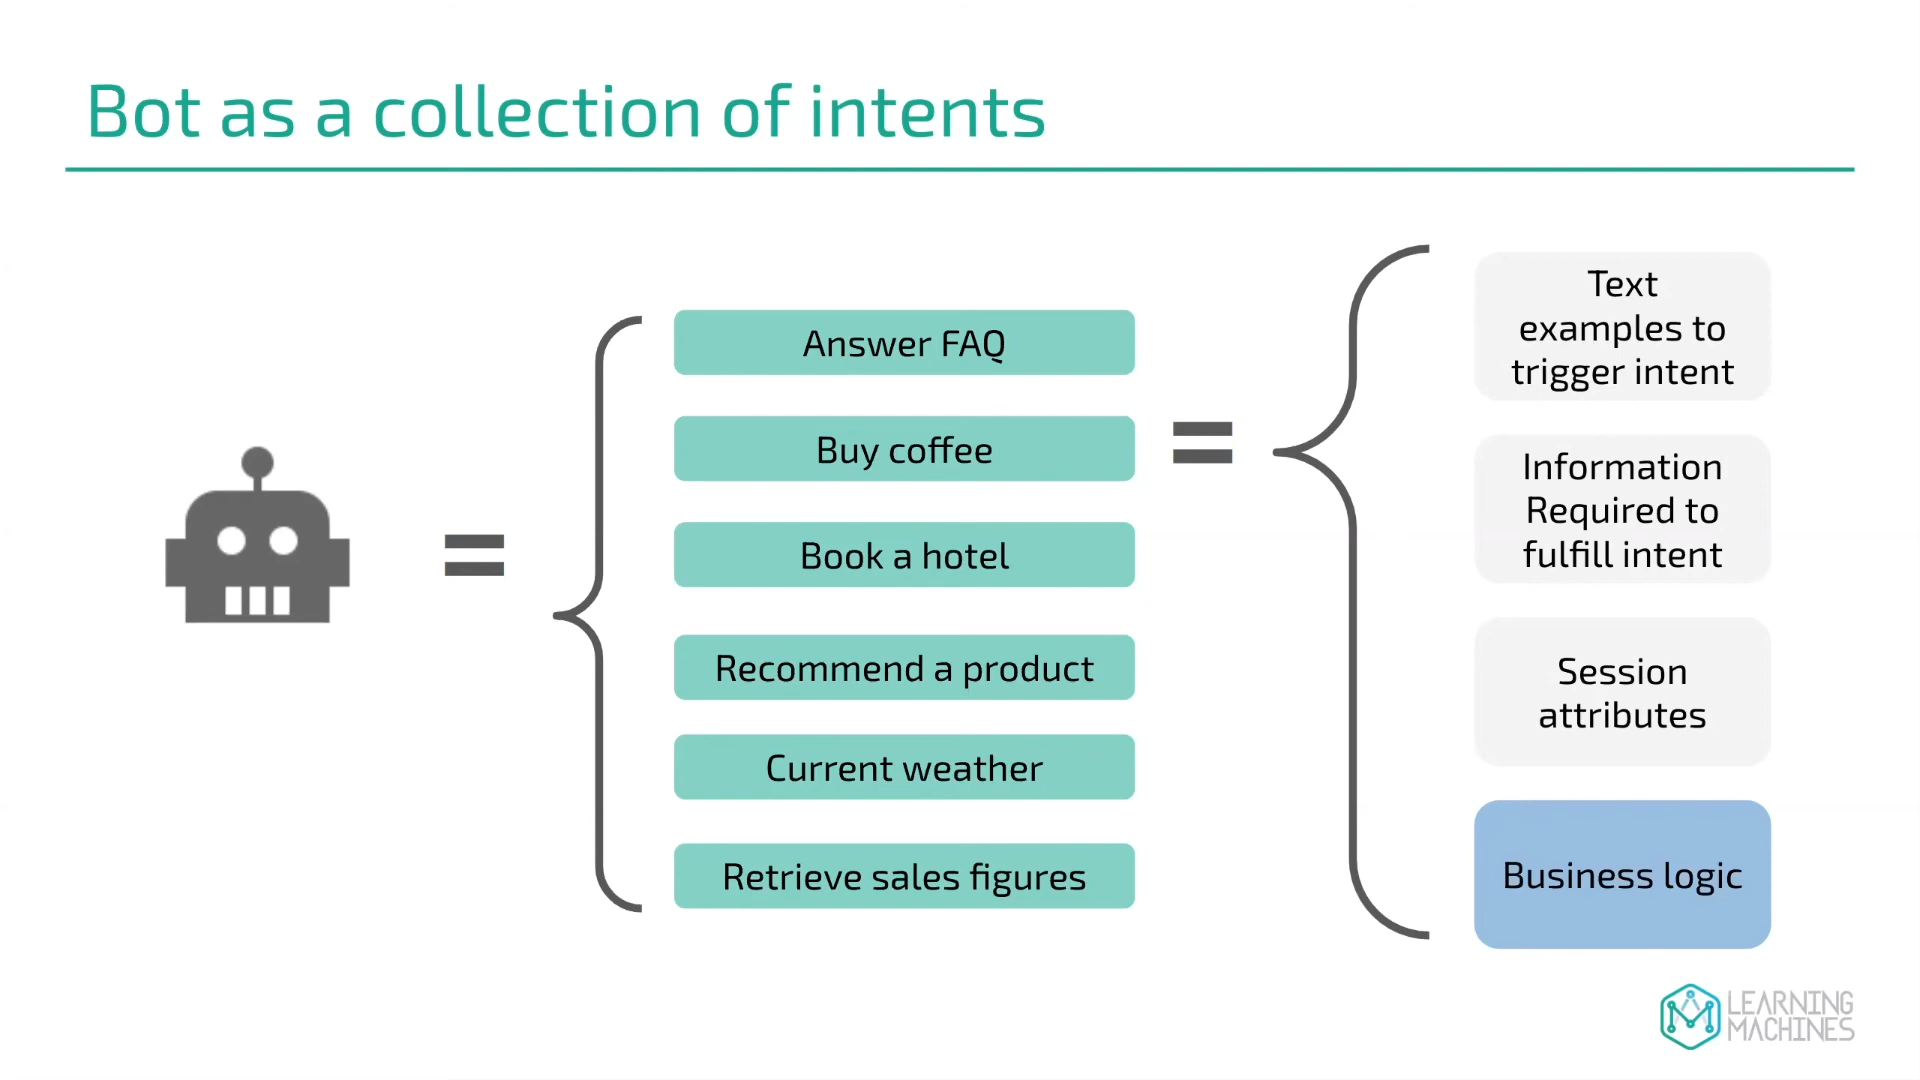 Bot as a collection of intents
Answer FAQ
Buy coffee
Book a hotel
Recommend a product
Current weather
Retrieve sales figures
=
=
Text
examples to
trigger intent
Information
Required to
fulfill intent
Session
attributes
Business logic
LEARNING
MACHINES